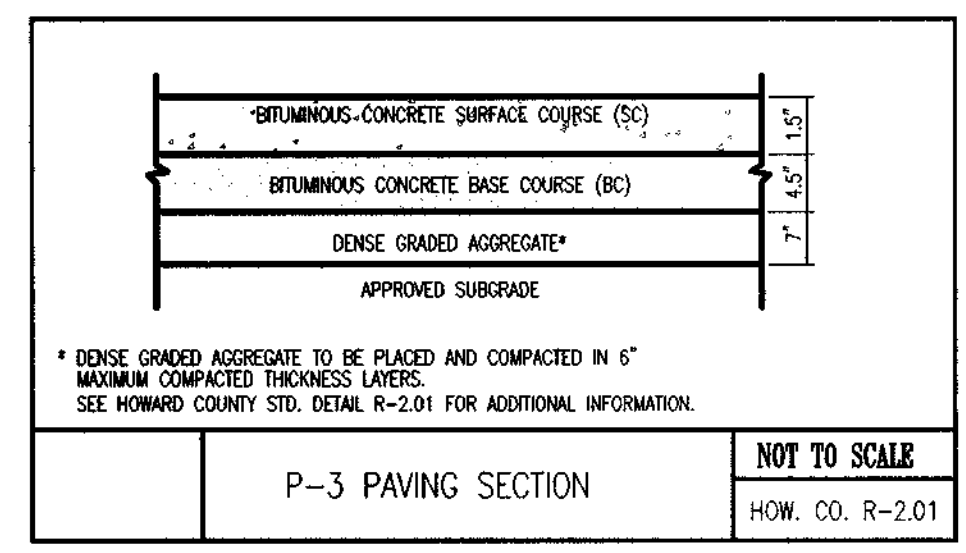 BITUMINOUS CONCRETE SURFACE COURSE (SC)
1.5"
BITUMINOUS CONCRETE BASE COURSE (BC)
4.5"
DENSE GRADED AGGREGATE*
7"
APPROVED SUBGRADE
* DENSE GRADED AGGREGATE TO BE PLACED AND COMPACTED IN 6"
MAXIMUM COMPACTED THICKNESS LAYERS.
SEE HOWARD COUNTY STD. DETAIL R-2.01 FOR ADDITIONAL INFORMATION.
P-3 PAVING SECTION
NOT TO SCALE
HOW. CO. R-2.01